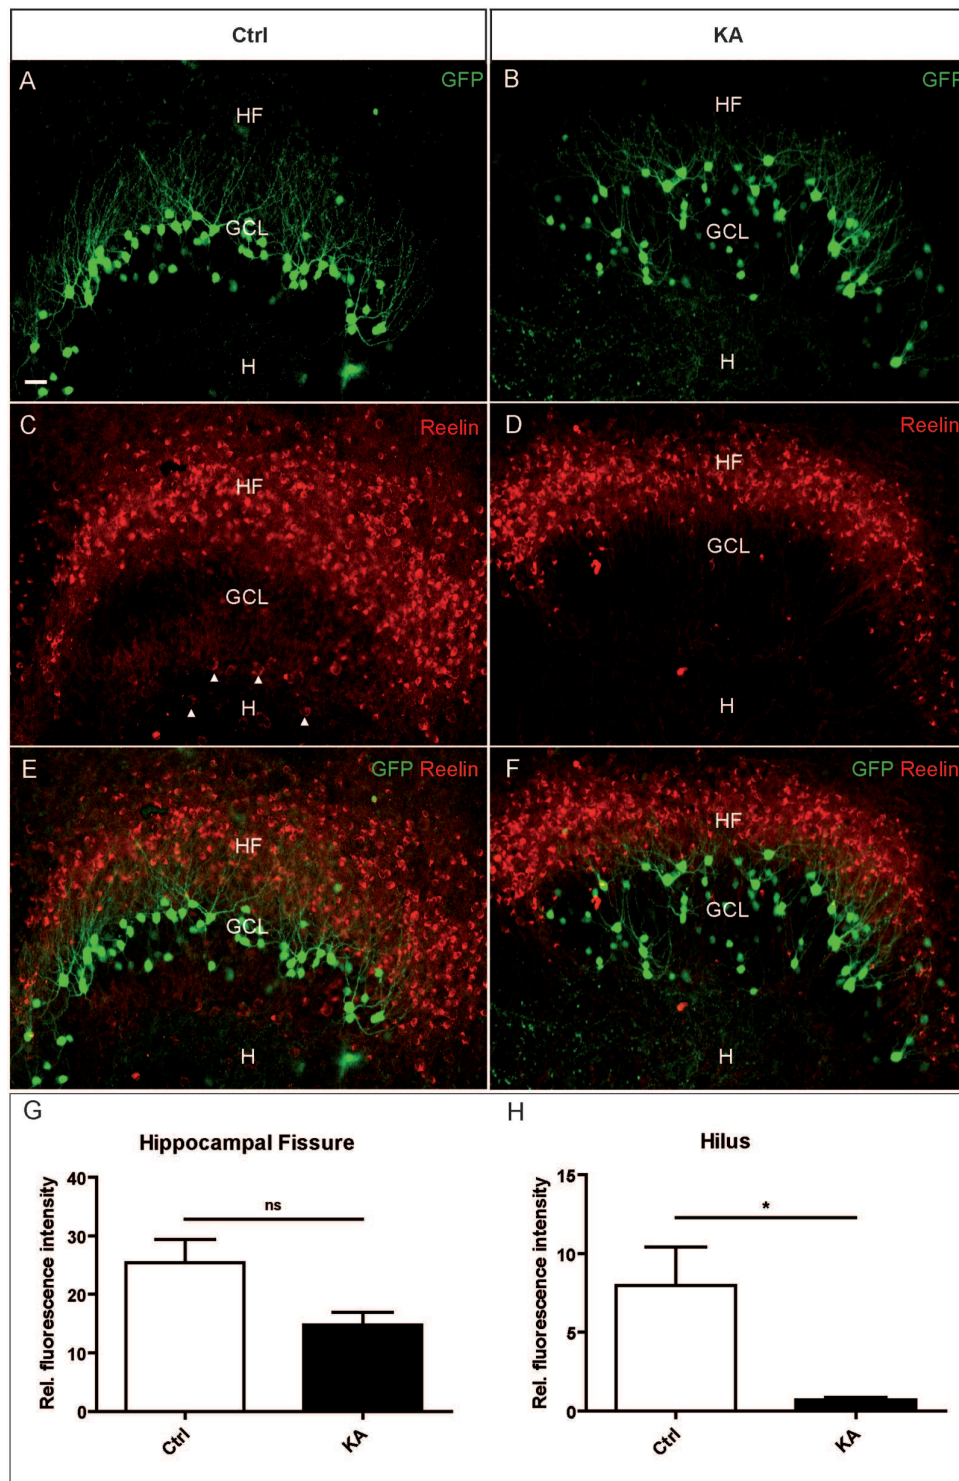 Ctrl KA
A GFP B GFP
HF HF
GCL GCL
H H
C Reelin D Reelin
HF HF
GCL GCL
H H
E GFP Reelin F GFP Reelin
HF HF
GCL GCL
H H
G
Hippocampal Fissure
Rel. fluorescence intensity
40
30
20
10
0
ns
Ctrl KA
H
Hilus
Rel. fluorescence intensity
15
10
5
0
*
Ctrl KA